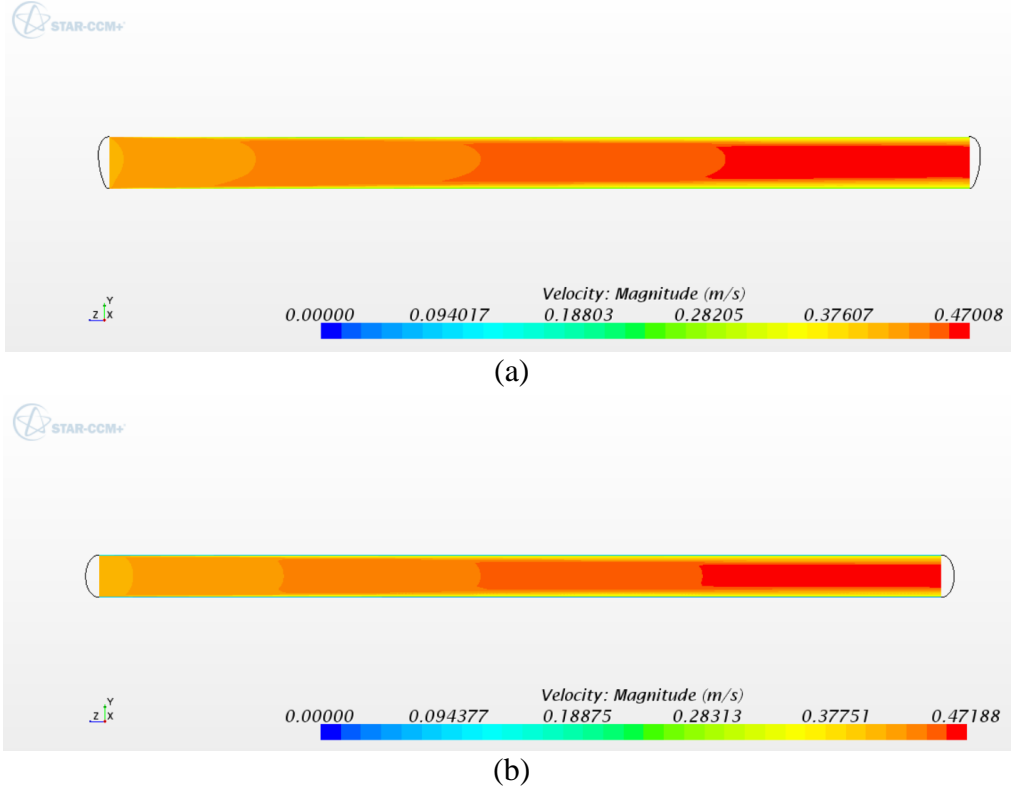 STAR-CCM+
Y
Z X
Velocity: Magnitude (m/s)
0.00000 0.094017 0.18803 0.28205 0.37607 0.47008
(a)
STAR-CCM+
Y
Z X
Velocity: Magnitude (m/s)
0.00000 0.094377 0.18875 0.28313 0.37751 0.47188
(b)